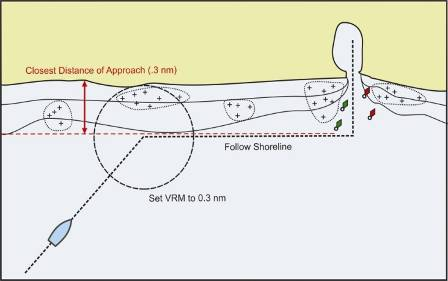 Closest Distance of Approach (.3 nm)
Follow Shoreline
Set VRM to 0.3 nm